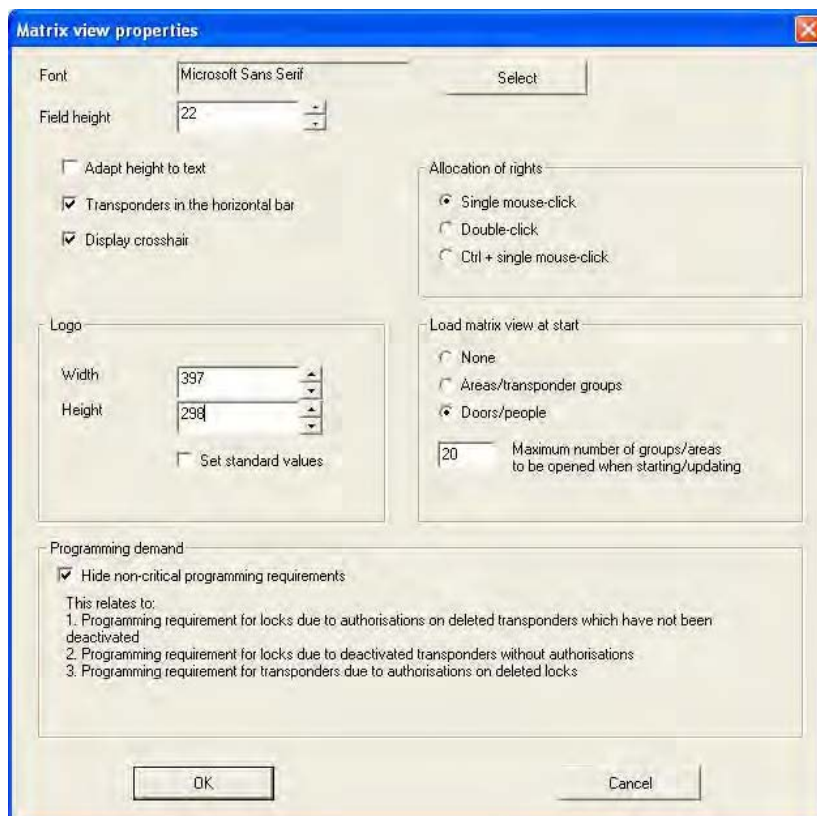 Matrix view properties
Font
Microsoft Sans Serif
Select
Field height
22
Adapt height to text
Transponders in the horizontal bar
Display crosshair
Allocation of rights
Single mouse-click
Double-click
Ctrl + single mouse-click
Logo
Width
397
Height
298
Set standard values
Load matrix view at start
None
Areas/transponder groups
Doors/people
20
Maximum number of groups/areas
to be opened when starting/updating
Programming demand
Hide non-critical programming requirements
This relates to:
1. Programming requirement for locks due to authorisations on deleted transponders which have not been
deactivated
2. Programming requirement for locks due to deactivated transponders without authorisations
3. Programming requirement for transponders due to authorisations on deleted locks
OK
Cancel